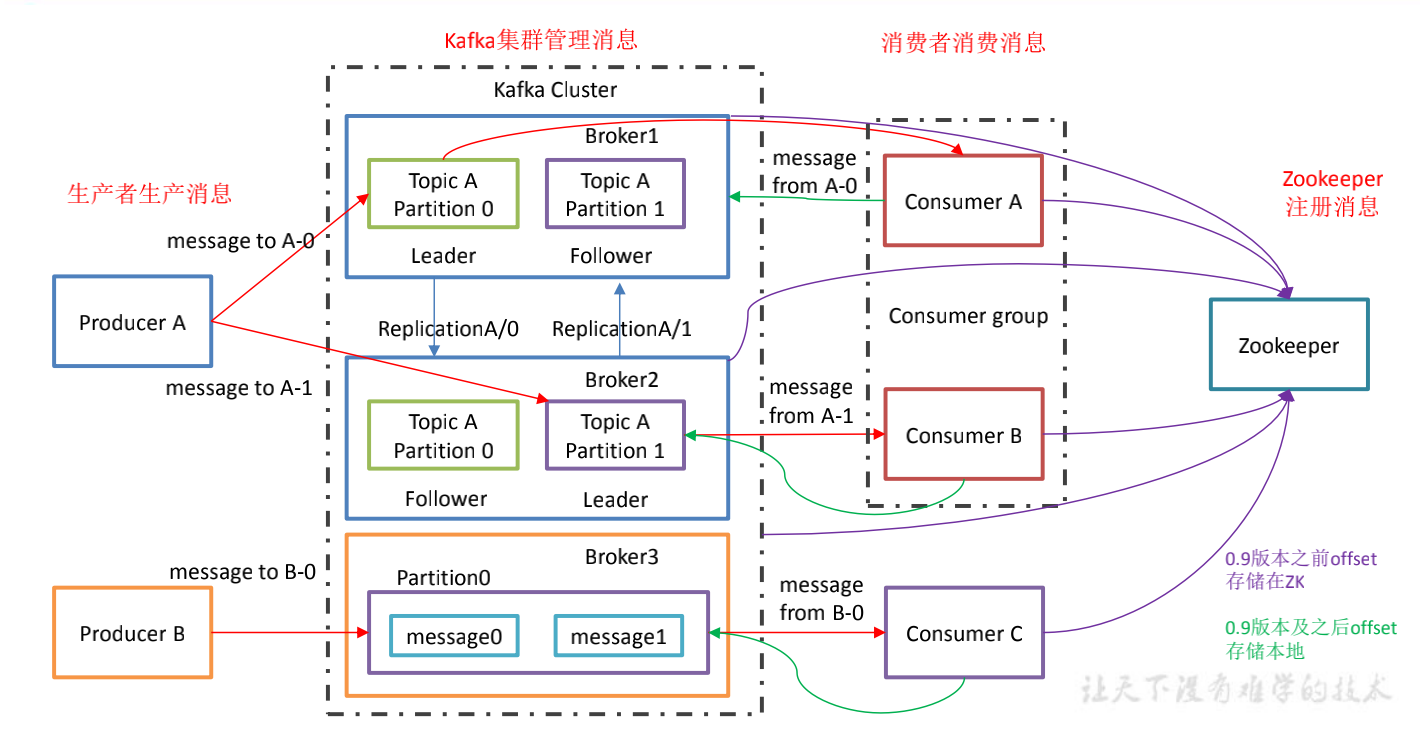 Kafka集群管理消息
消费者消费消息
Kafka Cluster
Broker1
Topic A
Partition 0
Topic A
Partition 1
Leader
Follower
生产者生产消息
message to A-0
Producer A
message to A-1
ReplicationA/0
ReplicationA/1
Broker2
Topic A
Partition 0
Topic A
Partition 1
Follower
Leader
message
from A-0
Consumer A
Consumer group
message
from A-1
Consumer B
Zookeeper
注册消息
Zookeeper
message to B-0
Producer B
Broker3
Partition0
message0
message1
message
from B-0
Consumer C
0.9版本之前offset
存储在ZK
0.9版本及之后offset
存储本地
让天下没有难学的技术